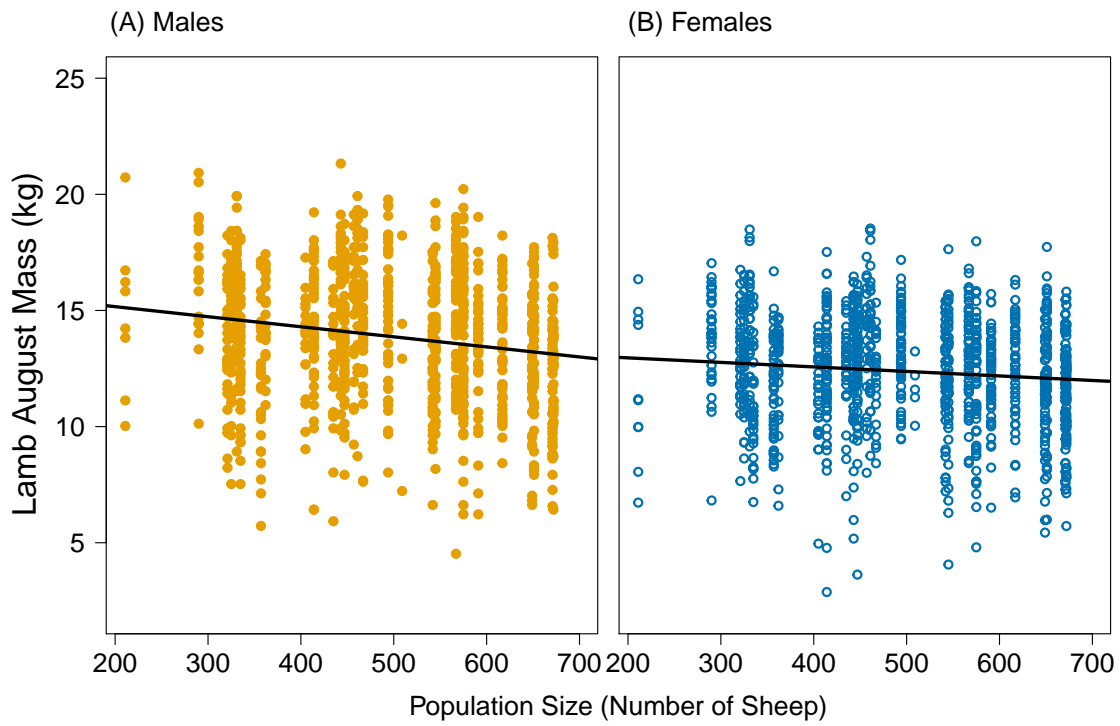 (A) Males
(B) Females
Lamb August Mass (kg)
25
20
15
10
5
200 300 400 500 600 700
200 300 400 500 600 700
Population Size (Number of Sheep)